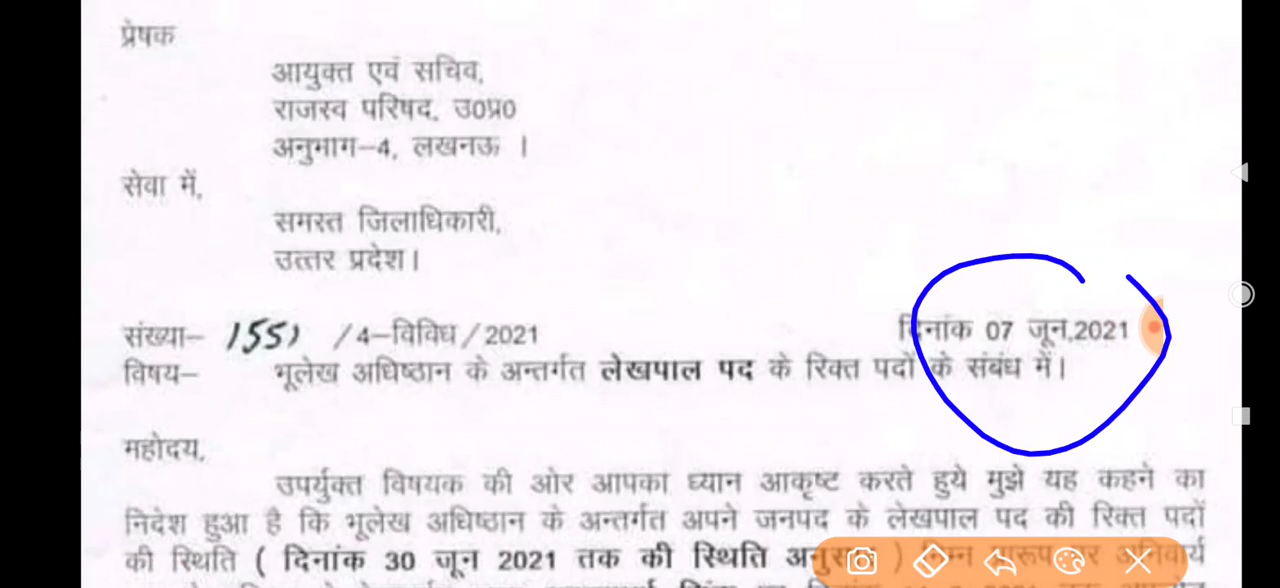 प्रेषक
आयुक्त एवं सचिव,
राजस्व परिषद, उ0प्र0
अनुभाग–4, लखनऊ ।
सेवा में,
समस्त जिलाधिकारी,
उत्तर प्रदेश।
संख्या– 1551 /4–विविध/2021 दिनांक 07 जून,2021
विषय– भूलेख अधिष्ठान के अन्तर्गत लेखपाल पद के रिक्त पदों के संबंध में।
महोदय,
उपर्युक्त विषयक की ओर आपका ध्यान आकृष्ट करते हुये मुझे यह कहने का
निदेश हुआ है कि भूलेख अधिष्ठान के अन्तर्गत अपने जनपद के लेखपाल पद की रिक्त पदों
की स्थिति ( दिनांक 30 जून 2021 तक की स्थिति